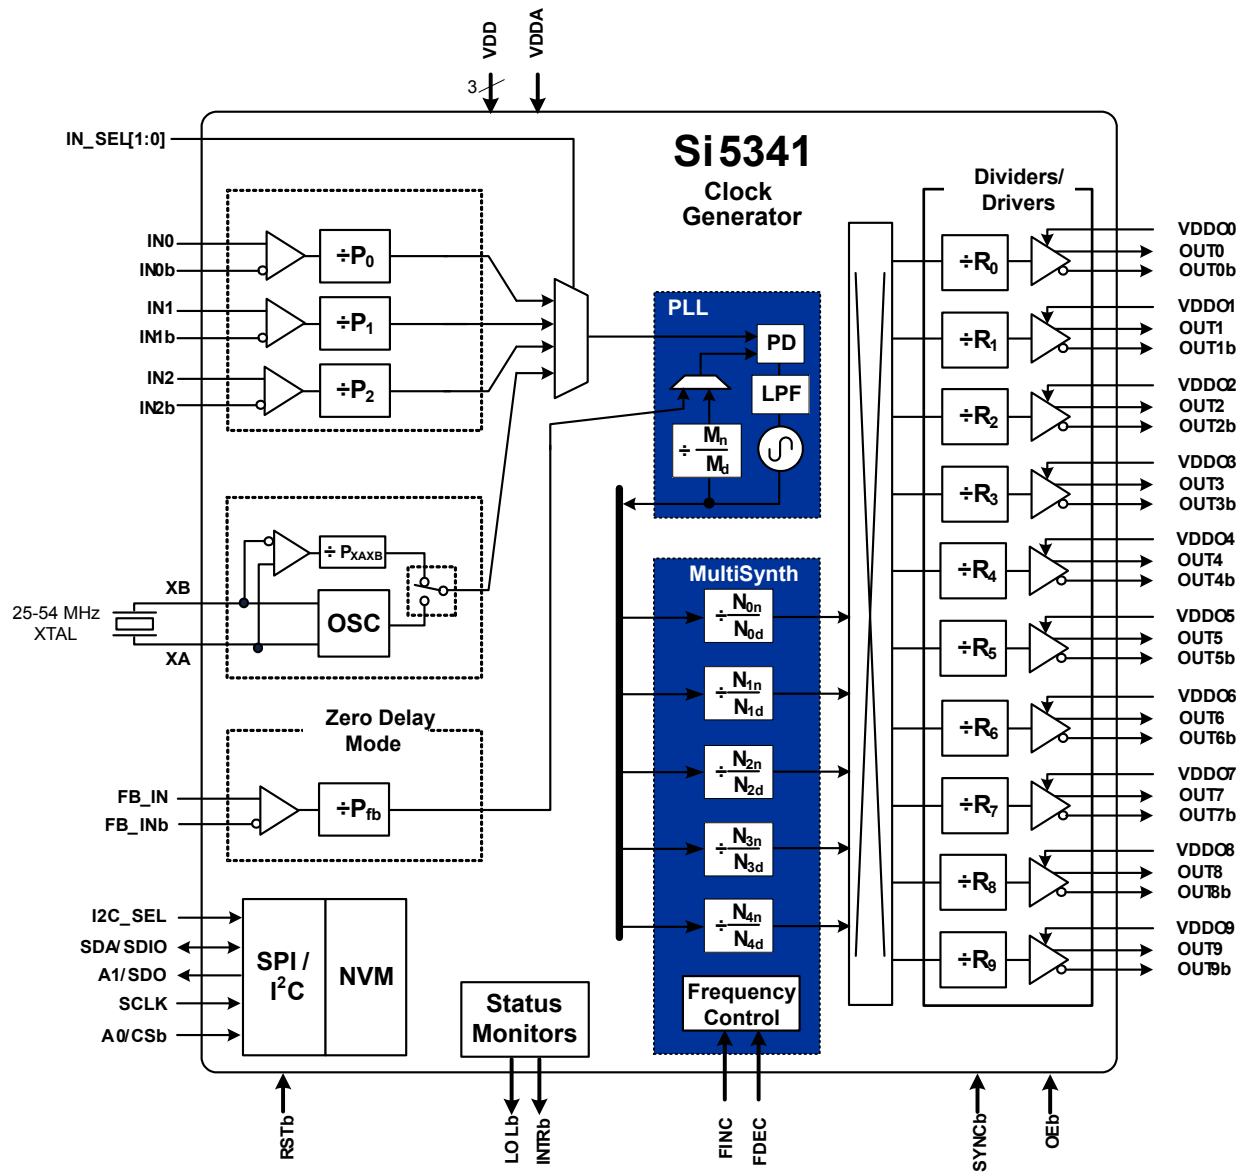 VDD
VDDA
3
IN_SEL[1:0]
Si5341
Clock
Generator
Dividers/
Drivers
IN0
IN0b
÷P0
IN1
IN1b
÷P1
IN2
IN2b
÷P2
PLL
PD
LPF
÷ Mn
Md
XB
25-54 MHz
XTAL
XA
÷ PXAXB
OSC
MultiSynth
÷ N0n
N0d
÷ N1n
N1d
÷ N2n
N2d
÷ N3n
N3d
÷ N4n
N4d
Frequency
Control
Zero Delay
Mode
FB_IN
FB_INb
÷Pfb
I2C_SEL
SDA/SDIO
A1/SDO
SCLK
A0/CSb
SPI /
I2C
NVM
Status
Monitors
÷R0
VDDO0
OUT0
OUT0b
÷R1
VDDO1
OUT1
OUT1b
÷R2
VDDO2
OUT2
OUT2b
÷R3
VDDO3
OUT3
OUT3b
÷R4
VDDO4
OUT4
OUT4b
÷R5
VDDO5
OUT5
OUT5b
÷R6
VDDO6
OUT6
OUT6b
÷R7
VDDO7
OUT7
OUT7b
÷R8
VDDO8
OUT8
OUT8b
÷R9
VDDO9
OUT9
OUT9b
RSTb
LOLb
INTRb
FINC
FDEC
SYNCb
OEb